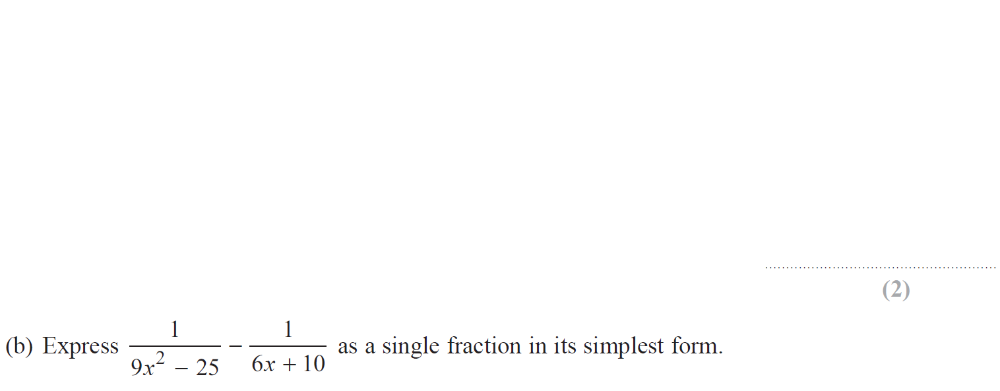 (2)
(b) Express 1/(9x² − 25) − 1/(6x + 10) as a single fraction in its simplest form.